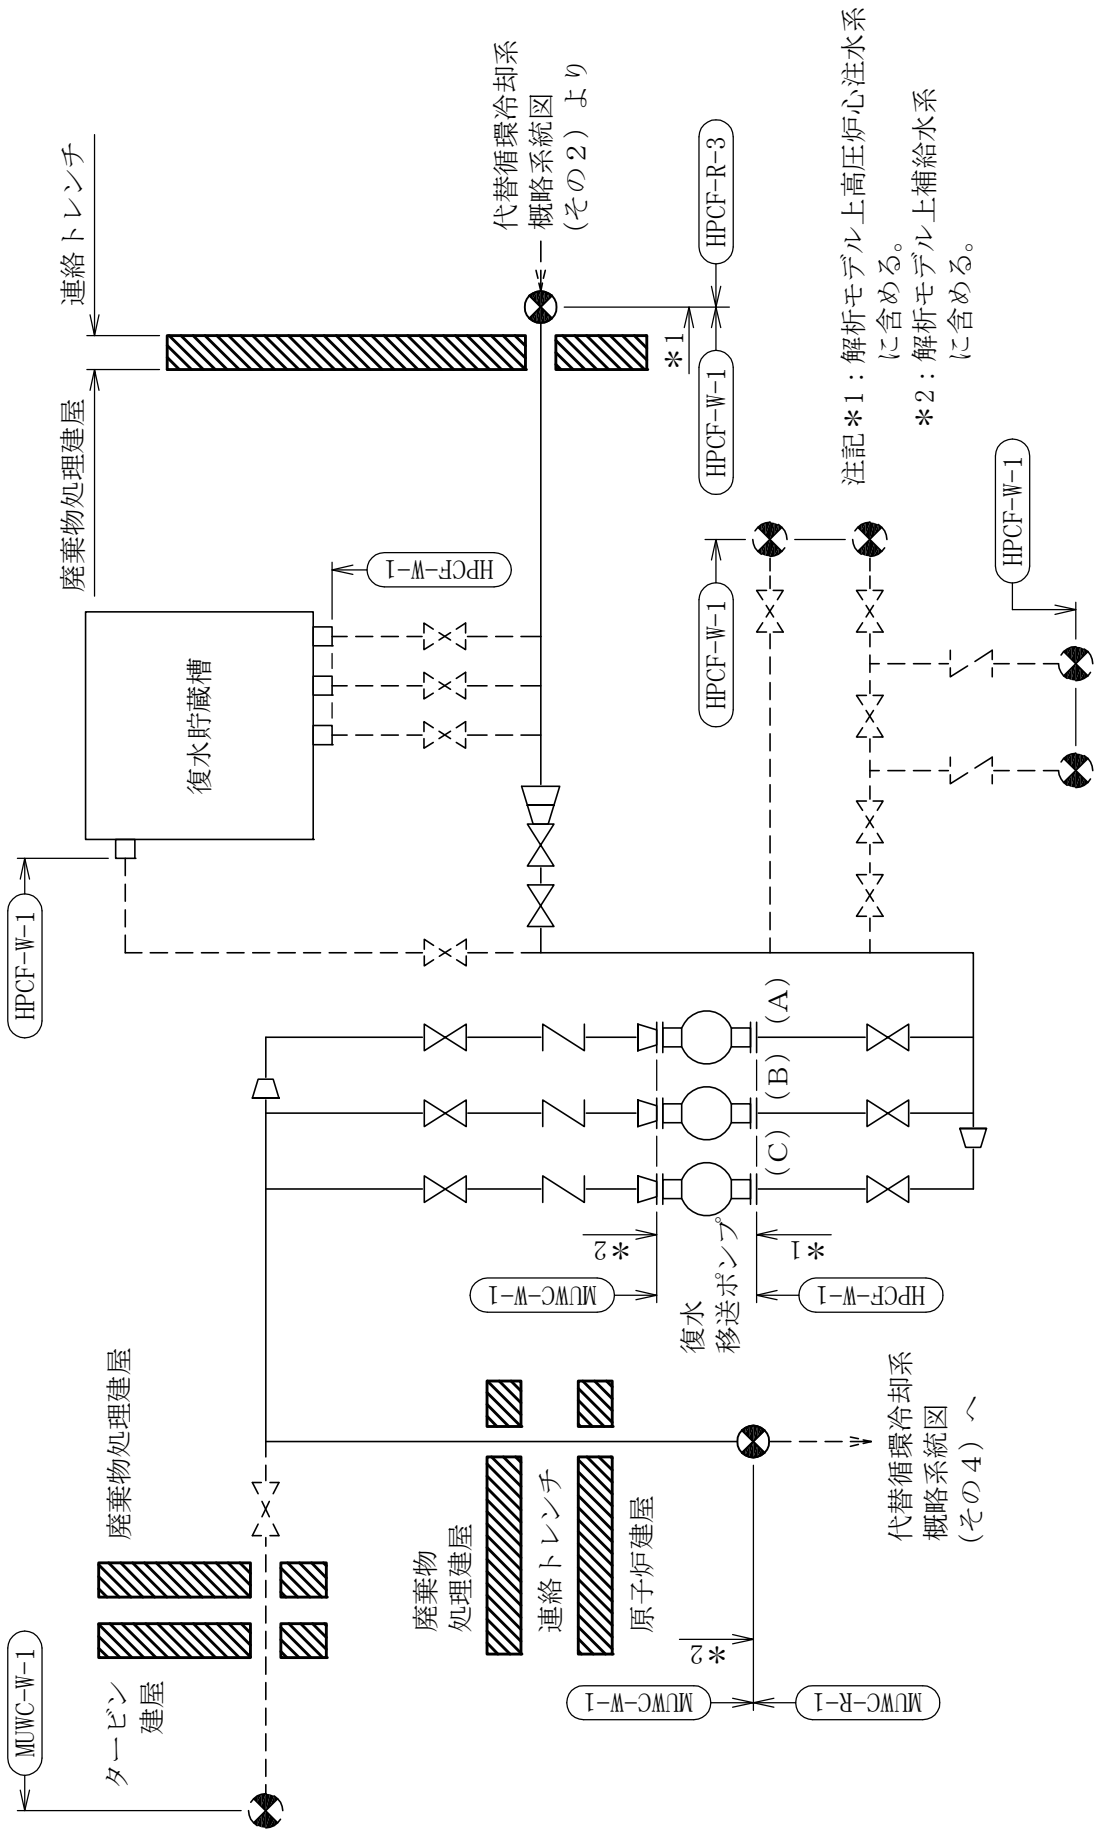 MUWC-W-1
タービン
建屋
廃棄物処理建屋
廃棄物
処理建屋
連絡トレンチ
原子炉建屋
*2
MUWC-W-1
MUWC-R-1
代替循環冷却系
概略系統図
(その4) へ
MUWC-W-1
*2
復水
移送ポンプ
*1
HPCF-W-1
(C)
(B)
(A)
HPCF-W-1
復水貯蔵槽
HPCF-W-1
廃棄物処理建屋
連絡トレンチ
代替循環冷却系
概略系統図
(その2) より
*1
HPCF-W-1
HPCF-R-3
HPCF-W-1
HPCF-W-1
注記*1：解析モデル上高圧炉心注水系
に含める。
*2：解析モデル上補給水系
に含める。